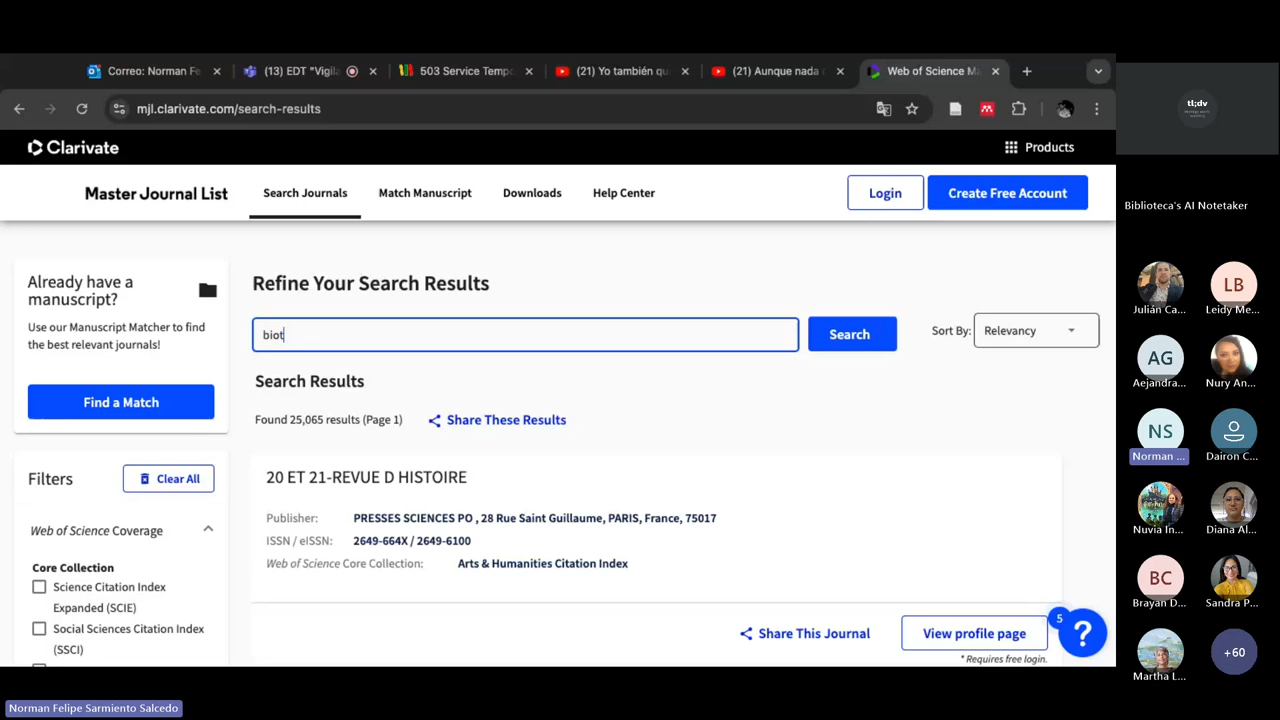 Correo: Norman Fe
(13) EDT "Vigila
503 Service Tempo
(21) Yo también qu
(21) Aunque nada c
Web of Science Ma
mjl.clarivate.com/search-results
Clarivate
Products
Master Journal List
Search Journals
Match Manuscript
Downloads
Help Center
Login
Create Free Account
Already have a
manuscript?
Use our Manuscript Matcher to find
the best relevant journals!
Find a Match
Filters
Clear All
Web of Science Coverage
Core Collection
Science Citation Index
Expanded (SCIE)
Social Sciences Citation Index
(SSCI)
Refine Your Search Results
biot
Search
Sort By:
Relevancy
Search Results
Found 25,065 results (Page 1)
Share These Results
20 ET 21-REVUE D HISTOIRE
Publisher: PRESSES SCIENCES PO , 28 Rue Saint Guillaume, PARIS, France, 75017
ISSN / eISSN: 2649-664X / 2649-6100
Web of Science Core Collection: Arts & Humanities Citation Index
Share This Journal
View profile page
* Requires free login.
5
?
tl;dv
Biblioteca's AI Notetaker
Julián Ca...
LB
Leidy Me...
AG
Aejandra...
Nury An...
NS
Norman ...
Dairon C...
Nuvia In...
Diana Al...
BC
Brayan D...
Sandra P...
Martha L...
+60
Norman Felipe Sarmiento Salcedo